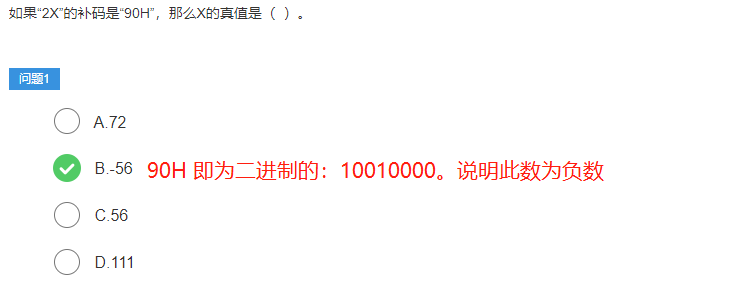 如果“2X”的补码是“90H”，那么X的真值是（ ）。
问题1
A.72
B.-56 90H 即为二进制的：10010000。说明此数为负数
C.56
D.111